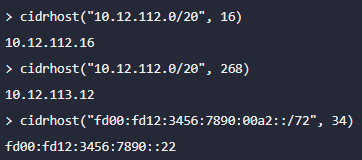 > cidrhost("10.12.112.0/20", 16)
10.12.112.16
> cidrhost("10.12.112.0/20", 268)
10.12.113.12
> cidrhost("fd00:fd12:3456:7890:00a2::/72", 34)
fd00:fd12:3456:7890::22